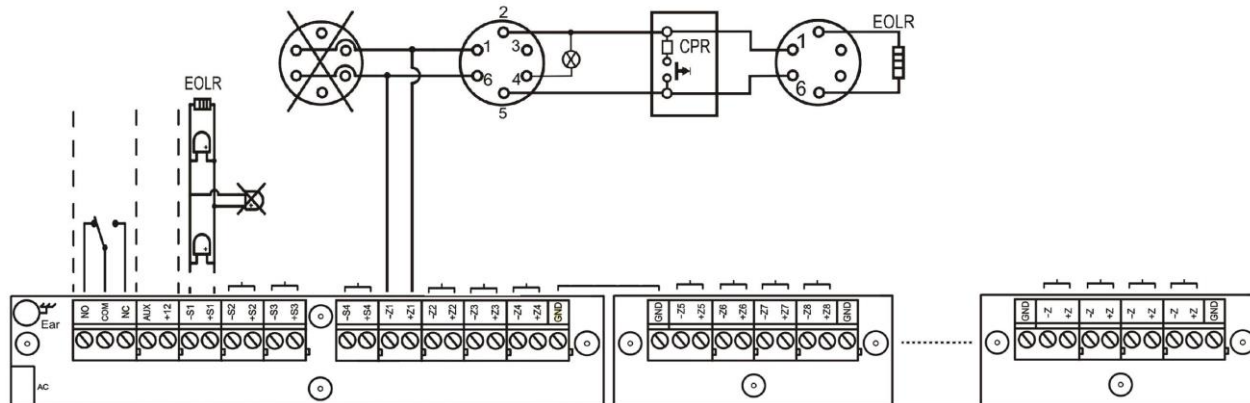 2
EOLR
1 3 CPR 1
EOLR
6 4 6
5
NO COM NC AUX +12 -S1 +S1 -S2 +S2 -S3 +S3 -S4 +S4 -Z1 +Z1 -Z2 +Z2 -Z3 +Z3 -Z4 +Z4 GND GND -Z5 +Z5 -Z6 +Z6 -Z7 +Z7 -Z8 +Z8 GND GND -Z +Z -Z +Z -Z +Z -Z +Z GND
Ear
AC